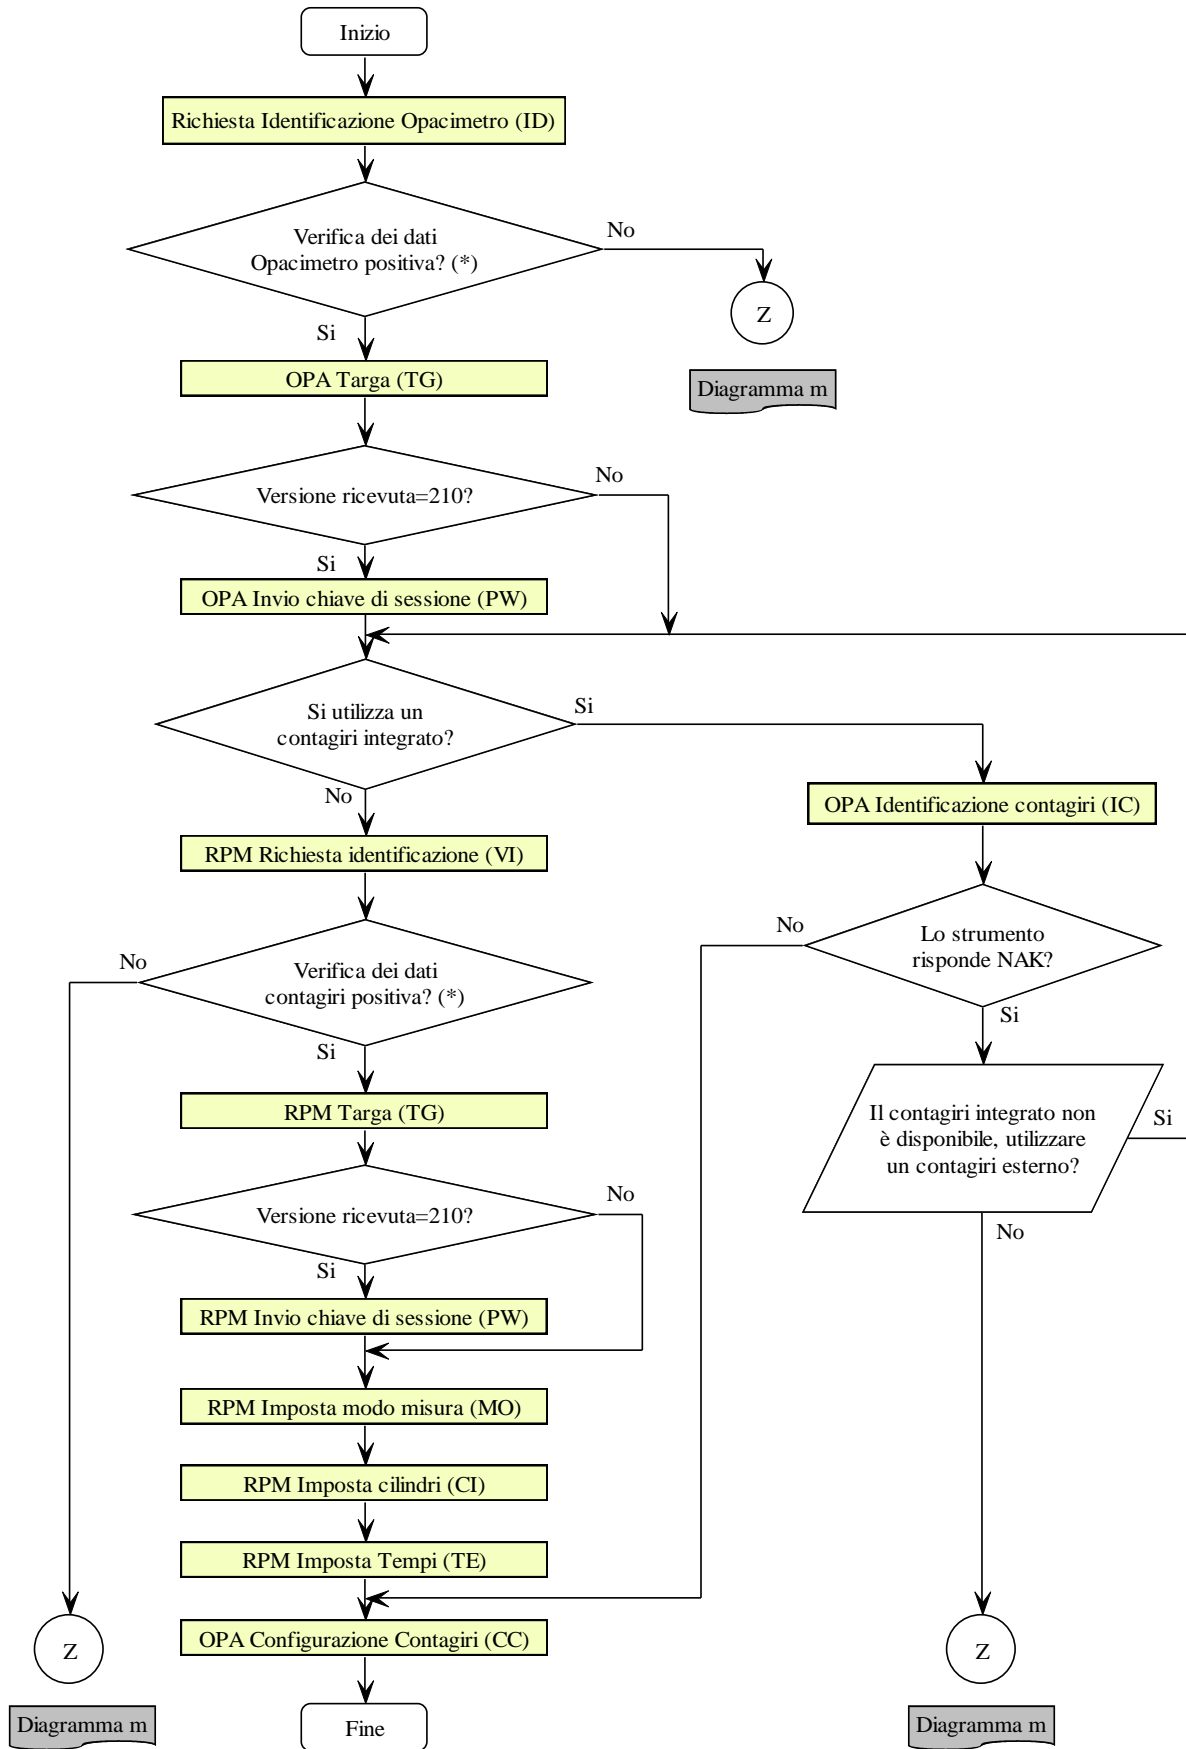 Inizio
Richiesta Identificazione Opacimetro (ID)
Verifica dei dati
Opacimetro positiva? (*)
No
Z
Diagramma m
Si
OPA Targa (TG)
Versione ricevuta=210?
No
Si
OPA Invio chiave di sessione (PW)
Si utilizza un
contagiri integrato?
Si
No
OPA Identificazione contagiri (IC)
RPM Richiesta identificazione (VI)
Lo strumento
risponde NAK?
No
Si
Verifica dei dati
contagiri positiva? (*)
No
Si
Il contagiri integrato non
è disponibile, utilizzare
un contagiri esterno?
Si
No
RPM Targa (TG)
Versione ricevuta=210?
No
Si
RPM Invio chiave di sessione (PW)
RPM Imposta modo misura (MO)
RPM Imposta cilindri (CI)
RPM Imposta Tempi (TE)
OPA Configurazione Contagiri (CC)
Z
Z
Diagramma m
Fine
Diagramma m